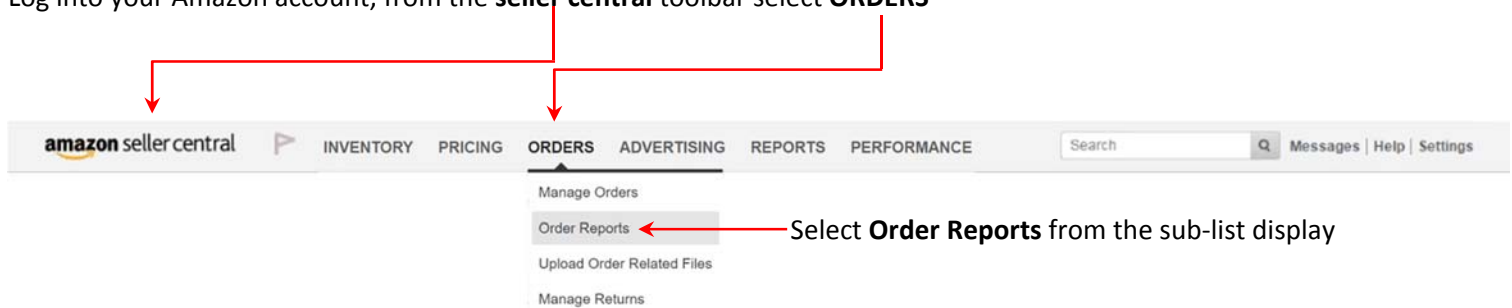 Log into your Amazon account, from the seller central toolbar select ORDERS
amazon seller central INVENTORY PRICING ORDERS ADVERTISING REPORTS PERFORMANCE Search Messages | Help | Settings
Manage Orders
Order Reports Select Order Reports from the sub-list display
Upload Order Related Files
Manage Returns